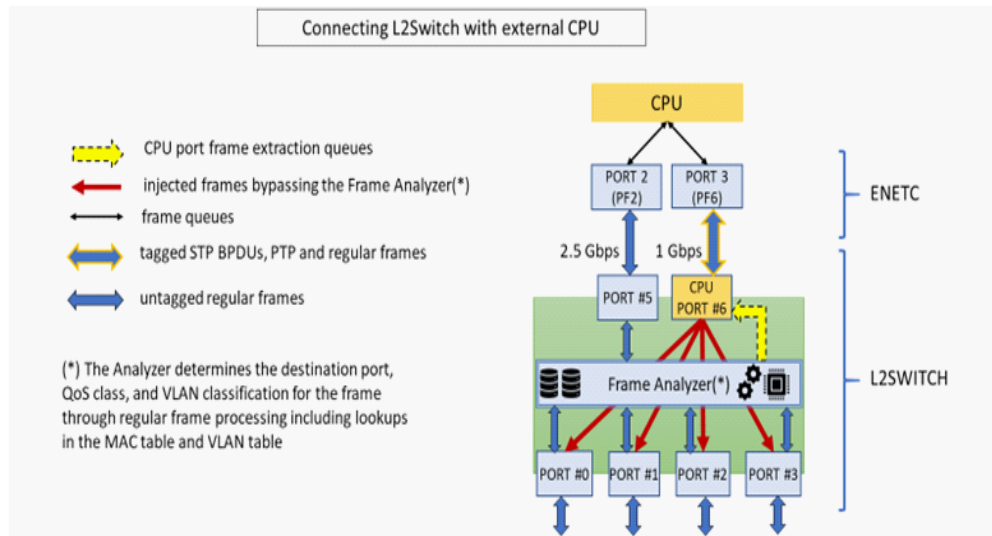 Connecting L2Switch with external CPU
CPU
CPU port frame extraction queues
injected frames bypassing the Frame Analyzer(*)
frame queues
tagged STP BPDUs, PTP and regular frames
untagged regular frames
PORT 2
(PF2)
PORT 3
(PF6)
ENETC
2.5 Gbps
1 Gbps
PORT #5
CPU
PORT #6
(*) The Analyzer determines the destination port,
QoS class, and VLAN classification for the frame
through regular frame processing including lookups
in the MAC table and VLAN table
Frame Analyzer(*)
L2SWITCH
PORT #0
PORT #1
PORT #2
PORT #3